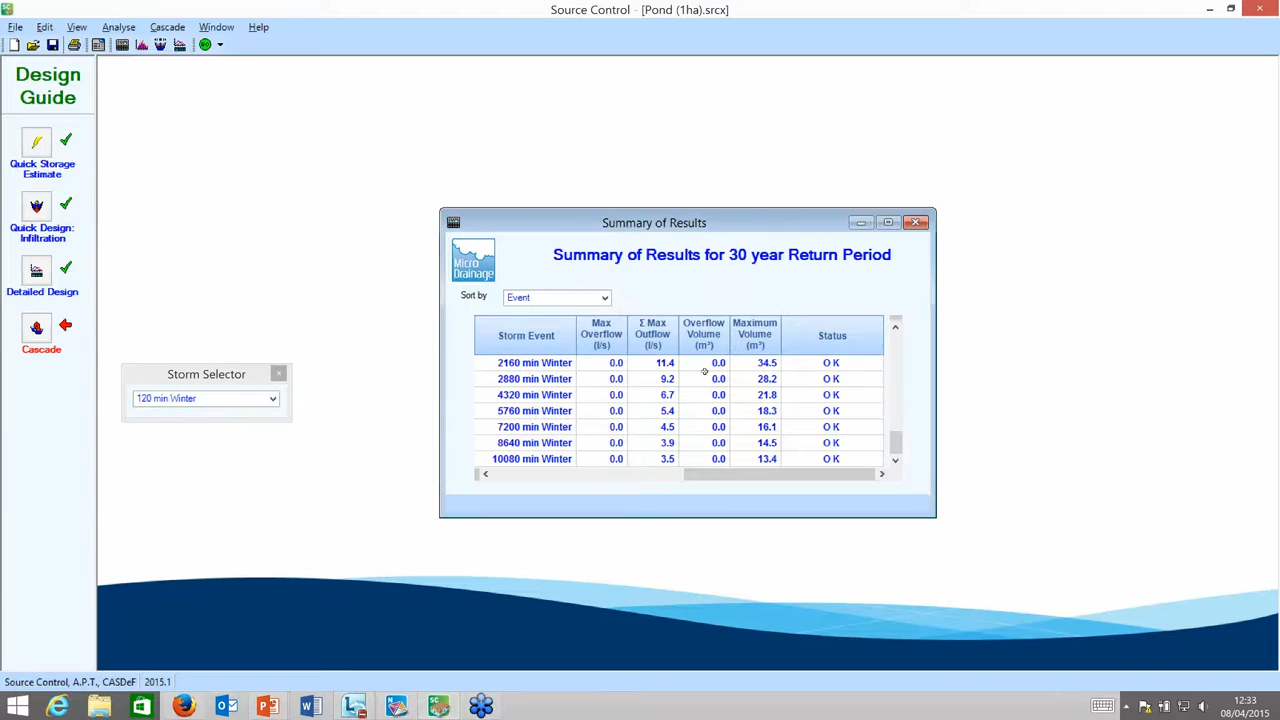 Source Control - [Pond (1ha).srcx]
File Edit View Analyse Cascade Window Help
GO
Design
Guide
Quick Storage
Estimate
Quick Design:
Infiltration
Detailed Design
Cascade
Storm Selector
120 min Winter
Summary of Results
Micro
Drainage
Summary of Results for 30 year Return Period
Sort by Event
Storm Event Max Overflow (l/s) Σ Max Outflow (l/s) Overflow Volume (m³) Maximum Volume (m³) Status
2160 min Winter 0.0 11.4 0.0 34.5 O K
2880 min Winter 0.0 9.2 0.0 28.2 O K
4320 min Winter 0.0 6.7 0.0 21.8 O K
5760 min Winter 0.0 5.4 0.0 18.3 O K
7200 min Winter 0.0 4.5 0.0 16.1 O K
8640 min Winter 0.0 3.9 0.0 14.5 O K
10080 min Winter 0.0 3.5 0.0 13.4 O K
Source Control, A.P.T., CASDeF 2015.1
12:33
08/04/2015